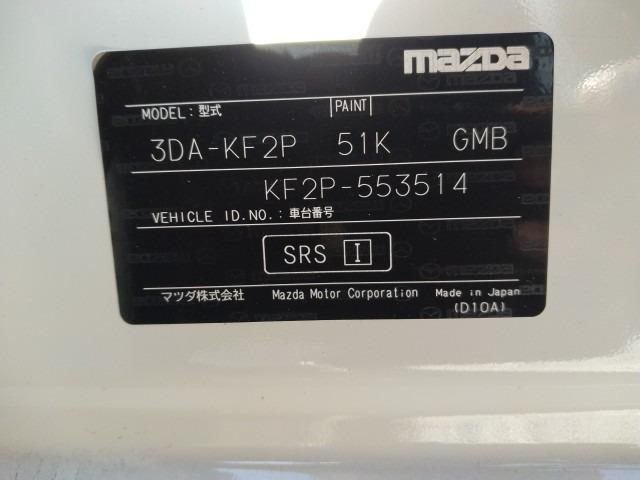 mazda
MODEL: 型式 PAINT
3DA-KF2P 51K GMB
KF2P-553514
VEHICLE ID.NO.: 車台番号
SRS I
マツダ株式会社 Mazda Motor Corporation Made in Japan
(D10A)